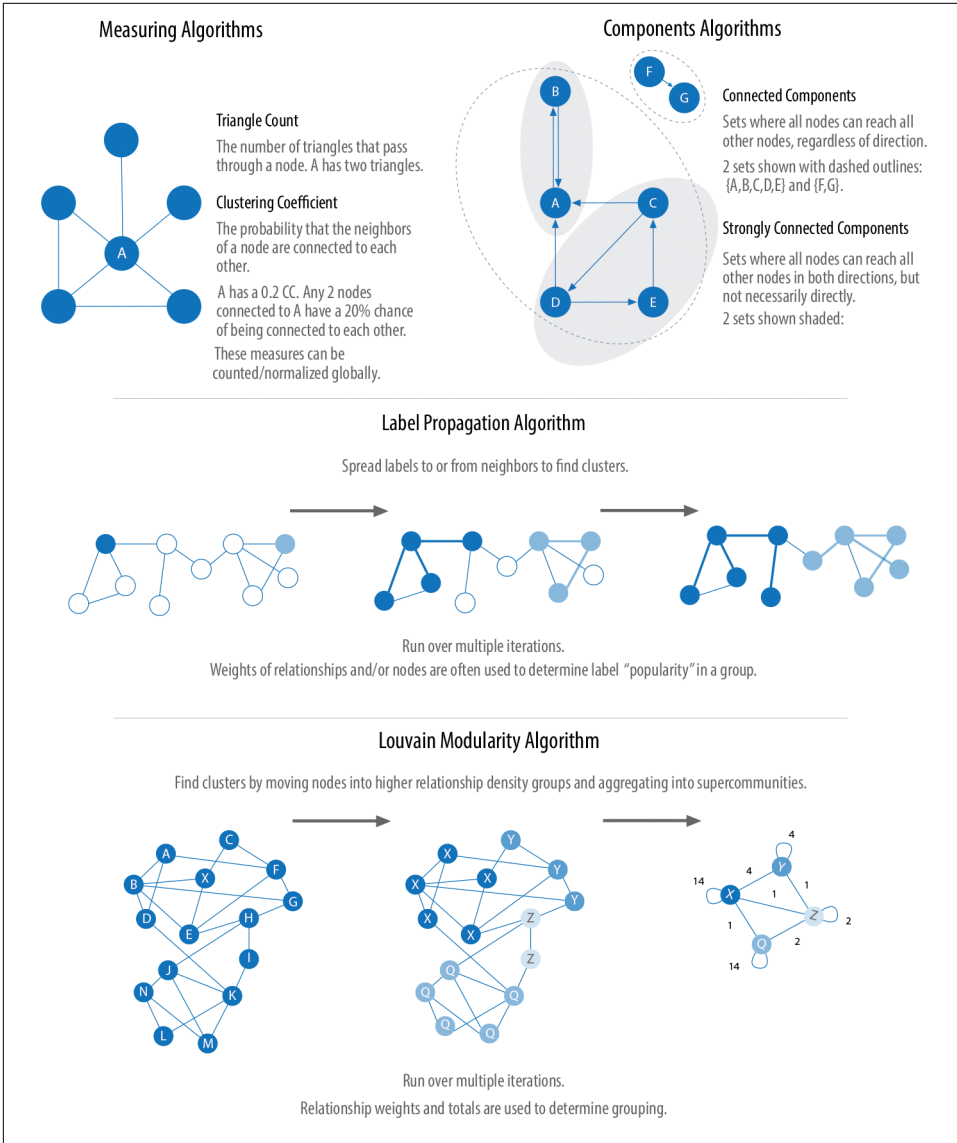 Measuring Algorithms
Triangle Count
The number of triangles that pass
through a node. A has two triangles.
Clustering Coefficient
The probability that the neighbors
of a node are connected to each
other.
A has a 0.2 CC. Any 2 nodes
connected to A have a 20% chance
of being connected to each other.
These measures can be
counted/normalized globally.
A
Components Algorithms
F
G
B
A
C
D
E
Connected Components
Sets where all nodes can reach all
other nodes, regardless of direction.
2 sets shown with dashed outlines:
{A,B,C,D,E} and {F,G}.
Strongly Connected Components
Sets where all nodes can reach all
other nodes in both directions, but
not necessarily directly.
2 sets shown shaded:
Label Propagation Algorithm
Spread labels to or from neighbors to find clusters.
Run over multiple iterations.
Weights of relationships and/or nodes are often used to determine label “popularity” in a group.
Louvain Modularity Algorithm
Find clusters by moving nodes into higher relationship density groups and aggregating into supercommunities.
C
A
F
X
B
G
D
H
E
I
J
N
K
L
M
Y
X
Y
X
X
Y
X
Z
X
Z
Q
Q
Q
Q
Q
4
4
Y
14
X
1
1
Z
2
1
Q
2
14
Run over multiple iterations.
Relationship weights and totals are used to determine grouping.